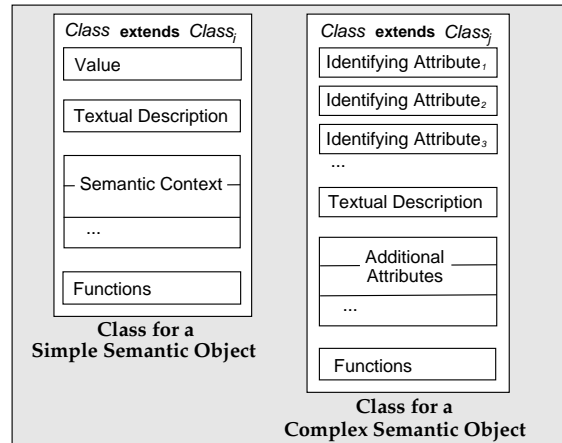 Class extends Classᵢ
Value
Textual Description
Semantic Context
...
Functions
Class for a
Simple Semantic Object
Class extends Classⱼ
Identifying Attribute₁
Identifying Attribute₂
Identifying Attribute₃
...
Textual Description
Additional
Attributes
...
Functions
Class for a
Complex Semantic Object